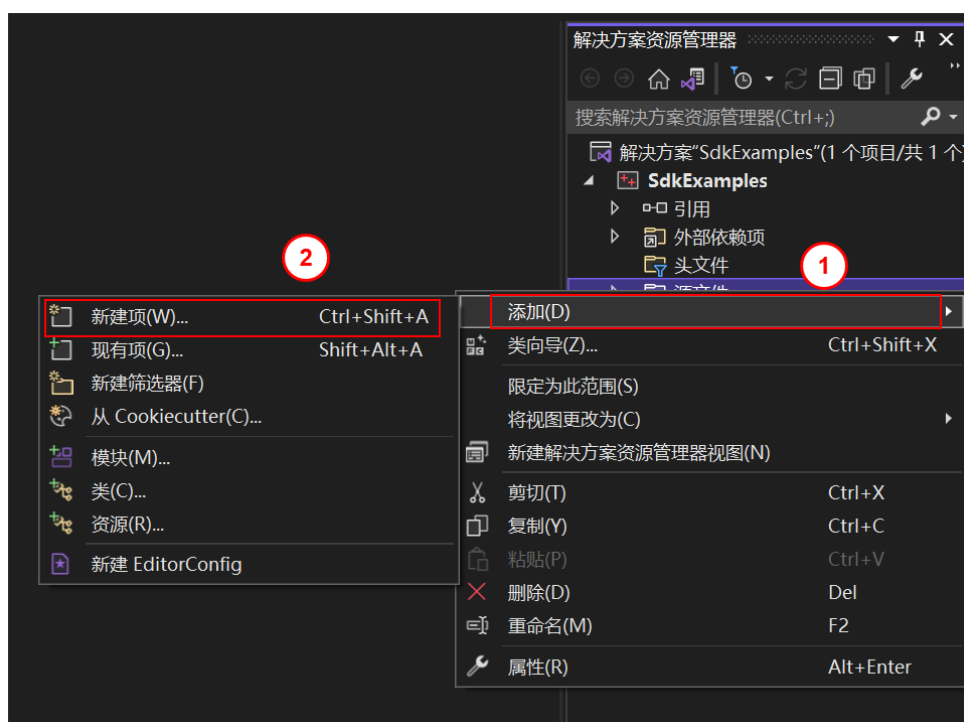 解决方案资源管理器
搜索解决方案资源管理器(Ctrl+;)
解决方案"SdkExamples"(1 个项目/共 1 个)
SdkExamples
引用
外部依赖项
头文件
源文件
1
2
添加(D)
类向导(Z)... Ctrl+Shift+X
限定为此范围(S)
将视图更改为(C)
新建解决方案资源管理器视图(N)
剪切(T) Ctrl+X
复制(Y) Ctrl+C
粘贴(P) Ctrl+V
删除(D) Del
重命名(M) F2
属性(R) Alt+Enter
新建项(W)... Ctrl+Shift+A
现有项(G)... Shift+Alt+A
新建筛选器(F)
从 Cookiecutter(C)...
模块(M)...
类(C)...
资源(R)...
新建 EditorConfig